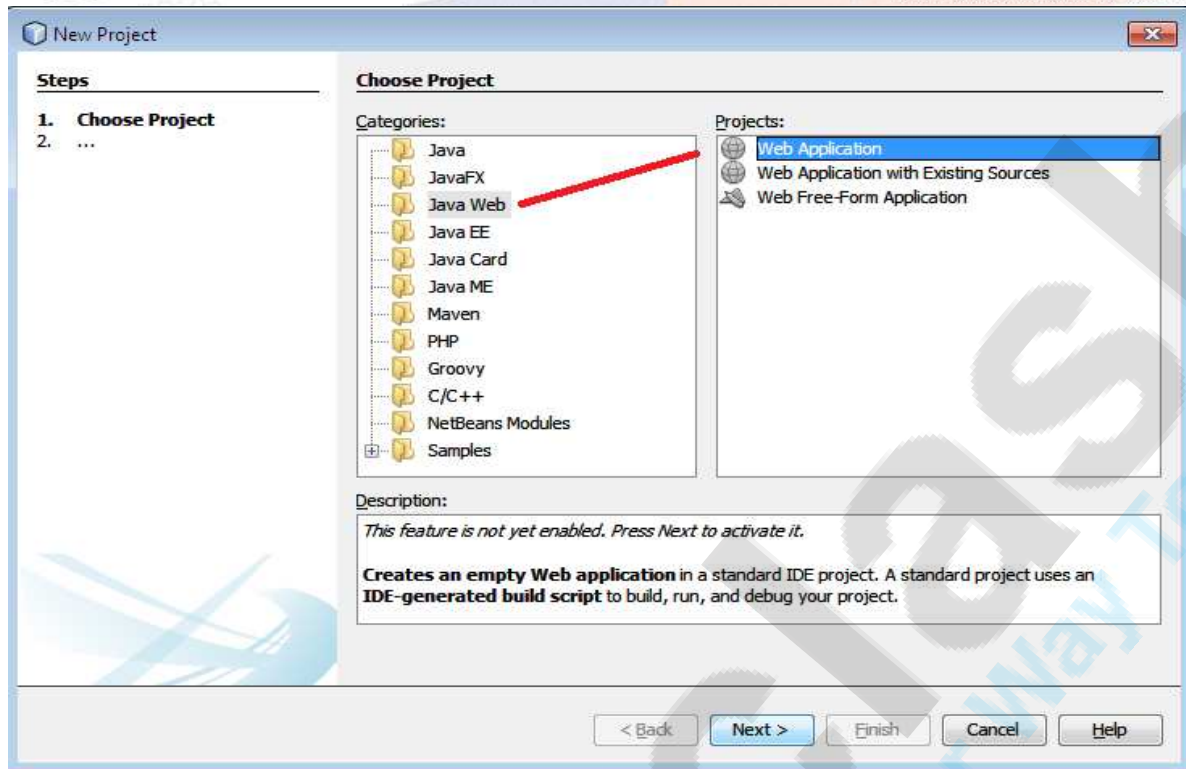 New Project
Steps
1. Choose Project
2. ...
Choose Project
Categories:
Java
JavaFX
Java Web
Java EE
Java Card
Java ME
Maven
PHP
Groovy
C/C++
NetBeans Modules
Samples
Projects:
Web Application
Web Application with Existing Sources
Web Free-Form Application
Description:
This feature is not yet enabled. Press Next to activate it.
Creates an empty Web application in a standard IDE project. A standard project uses an
IDE-generated build script to build, run, and debug your project.
< Back
Next >
Finish
Cancel
Help
Way